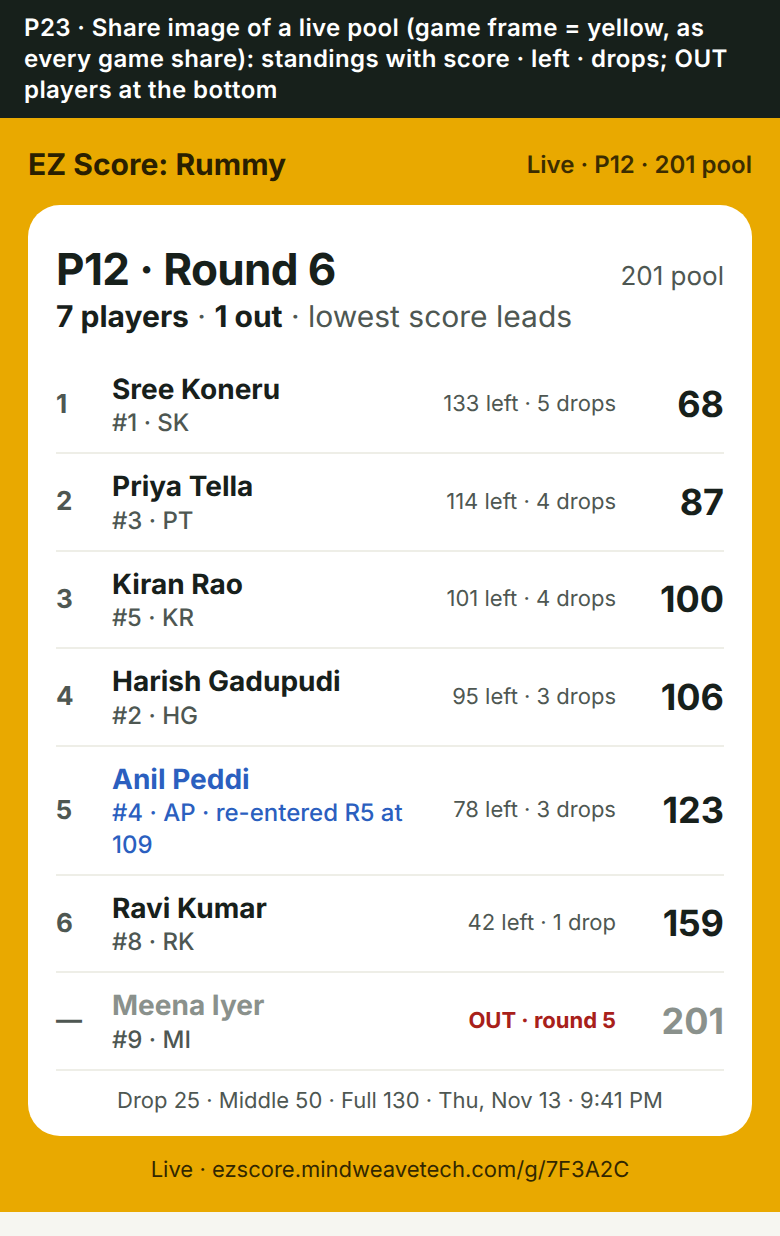 P23 · Share image of a live pool (game frame = yellow, as
every game share): standings with score · left · drops; OUT
players at the bottom
EZ Score: Rummy
Live · P12 · 201 pool
P12 · Round 6
201 pool
7 players · 1 out · lowest score leads
1
Sree Koneru
#1 · SK
133 left · 5 drops
68
2
Priya Tella
#3 · PT
114 left · 4 drops
87
3
Kiran Rao
#5 · KR
101 left · 4 drops
100
4
Harish Gadupudi
#2 · HG
95 left · 3 drops
106
5
Anil Peddi
#4 · AP · re-entered R5 at
109
78 left · 3 drops
123
6
Ravi Kumar
#8 · RK
42 left · 1 drop
159
—
Meena Iyer
#9 · MI
OUT · round 5
201
Drop 25 · Middle 50 · Full 130 · Thu, Nov 13 · 9:41 PM
Live · ezscore.mindweavetech.com/g/7F3A2C